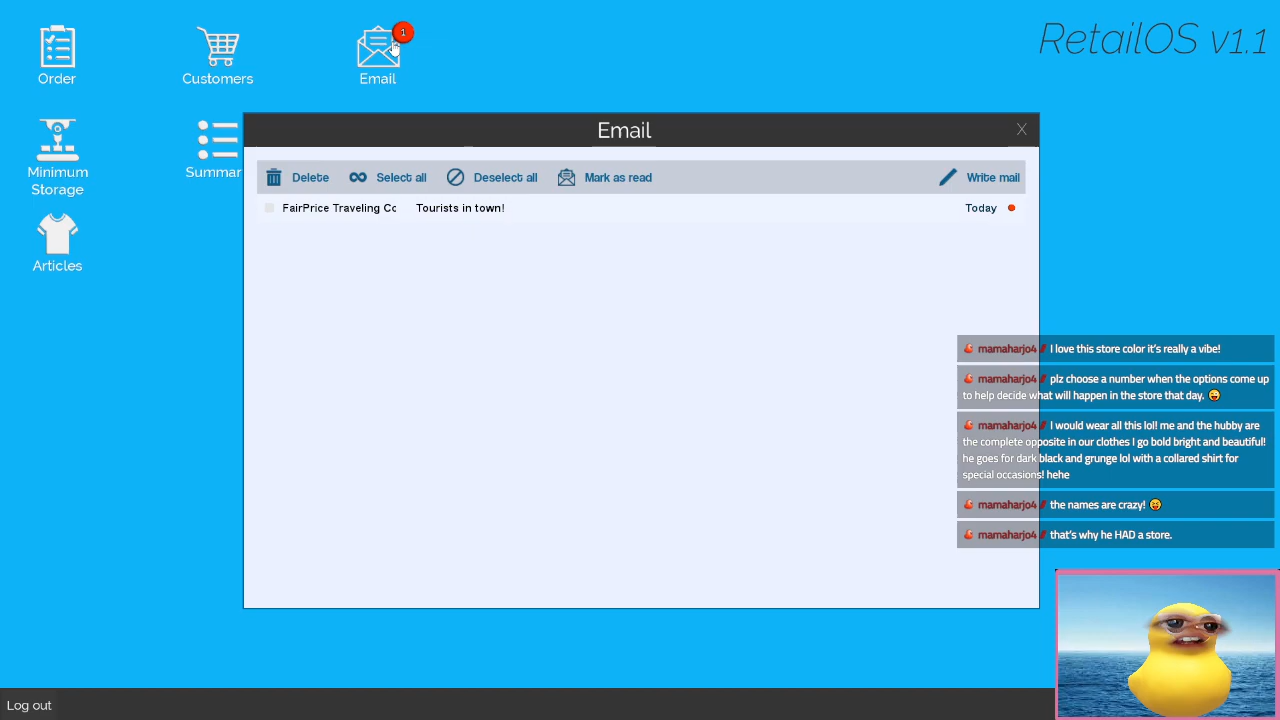 RetailOS v1.1
1
Order
Customers
Email
Minimum
Storage
Summar
Articles
Email
X
Delete
Select all
Deselect all
Mark as read
Write mail
FairPrice Traveling Cc
Tourists in town!
Today
mamaharjo4 // I love this store color it's really a vibe!
mamaharjo4 // plz choose a number when the options come up
to help decide what will happen in the store that day. 😜
mamaharjo4 // I would wear all this lol! me and the hubby are
the complete opposite in our clothes I go bold bright and beautiful!
he goes for dark black and grunge lol with a collared shirt for
special occasions! hehe
mamaharjo4 // the names are crazy! 😝
mamaharjo4 // that's why he HAD a store.
Log out